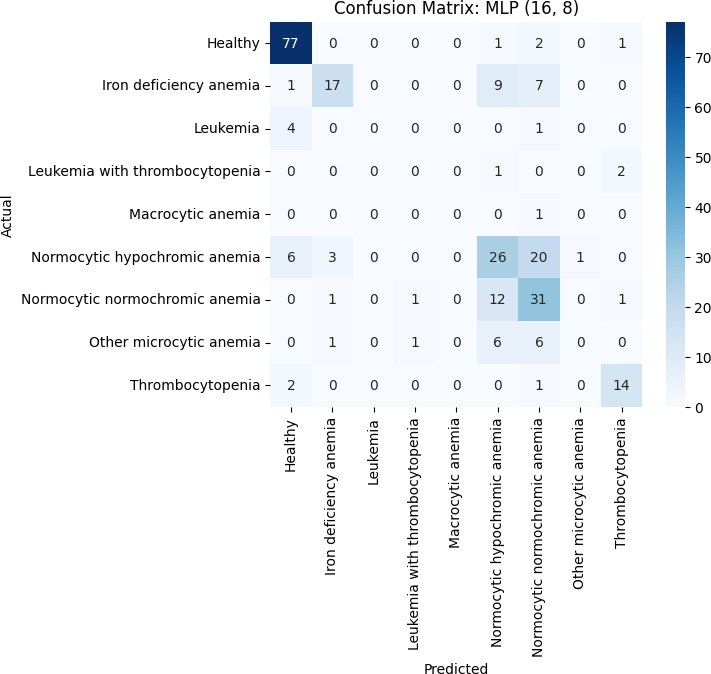 Confusion Matrix: MLP (16, 8)
Actual
Healthy 77 0 0 0 0 1 2 0 1
Iron deficiency anemia 1 17 0 0 0 9 7 0 0
Leukemia 4 0 0 0 0 0 1 0 0
Leukemia with thrombocytopenia 0 0 0 0 0 1 0 0 2
Macrocytic anemia 0 0 0 0 0 0 1 0 0
Normocytic hypochromic anemia 6 3 0 0 0 26 20 1 0
Normocytic normochromic anemia 0 1 0 1 0 12 31 0 1
Other microcytic anemia 0 1 0 1 0 6 6 0 0
Thrombocytopenia 2 0 0 0 0 0 1 0 14
Healthy
Iron deficiency anemia
Leukemia
Leukemia with thrombocytopenia
Macrocytic anemia
Normocytic hypochromic anemia
Normocytic normochromic anemia
Other microcytic anemia
Thrombocytopenia
Predicted
70
60
50
40
30
20
10
0